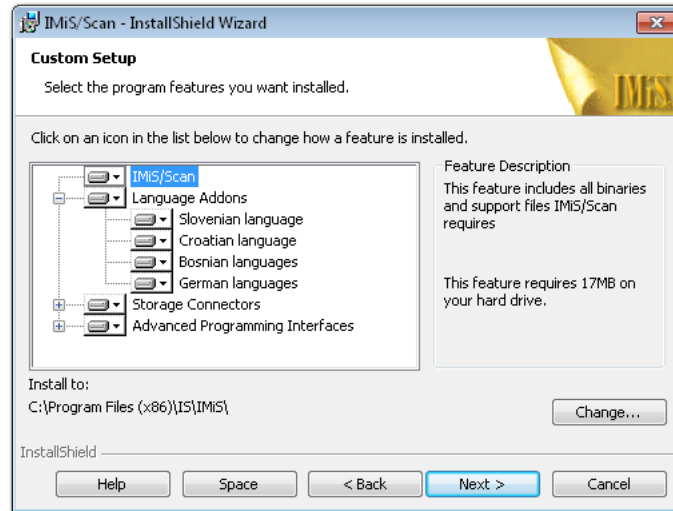 IMiS/Scan - InstallShield Wizard
Custom Setup
Select the program features you want installed.
IMiS
Click on an icon in the list below to change how a feature is installed.
IMiS/Scan
Language Addons
Slovenian language
Croatian language
Bosnian languages
German languages
Storage Connectors
Advanced Programming Interfaces
Feature Description
This feature includes all binaries
and support files IMiS/Scan
requires
This feature requires 17MB on
your hard drive.
Install to:
C:\Program Files (x86)\IS\IMiS\
Change...
InstallShield
Help
Space
< Back
Next >
Cancel